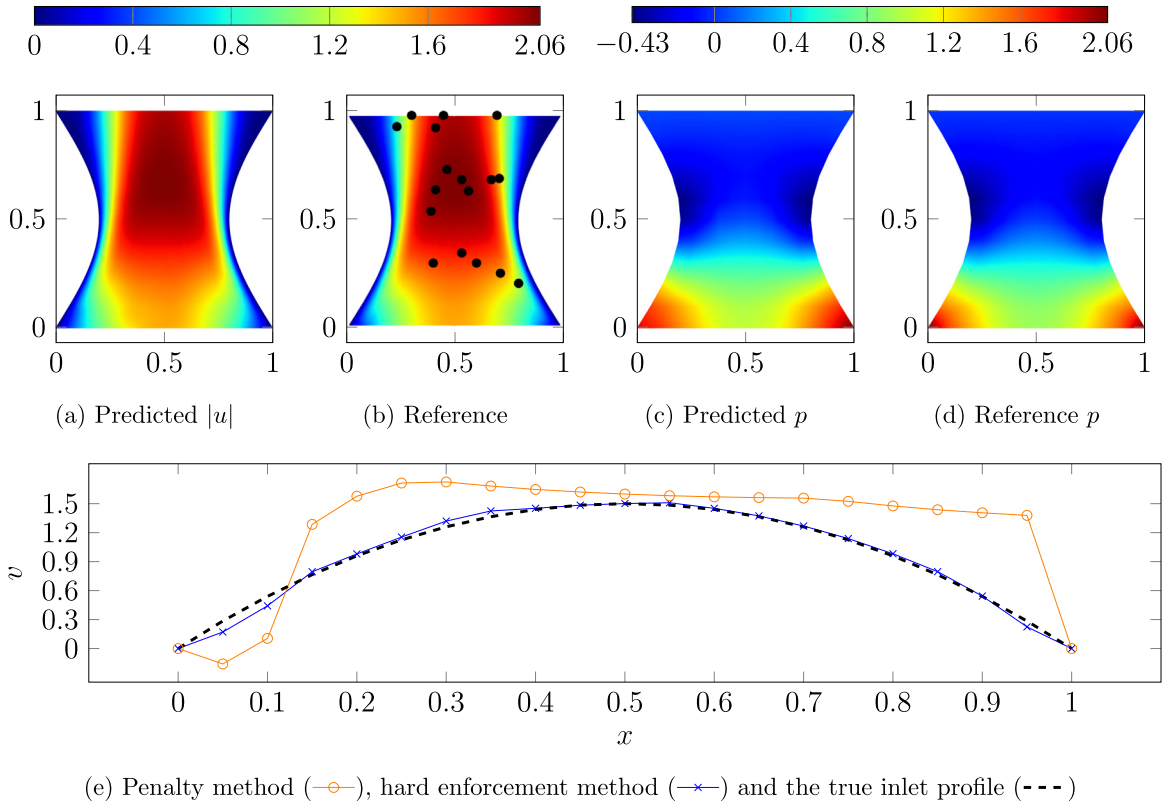 0 0.4 0.8 1.2 1.6 2.06
−0.43 0 0.4 0.8 1.2 1.6 2.06
1
0.5
0
0 0.5 1
1
0.5
0
0 0.5 1
1
0.5
0
0 0.5 1
1
0.5
0
0 0.5 1
(a) Predicted |u|
(b) Reference
(c) Predicted p
(d) Reference p
1.5
1.2
0.9
0.6
0.3
0
v
0 0.1 0.2 0.3 0.4 0.5 0.6 0.7 0.8 0.9 1
x
(e) Penalty method ( ), hard enforcement method ( ) and the true inlet profile ( )